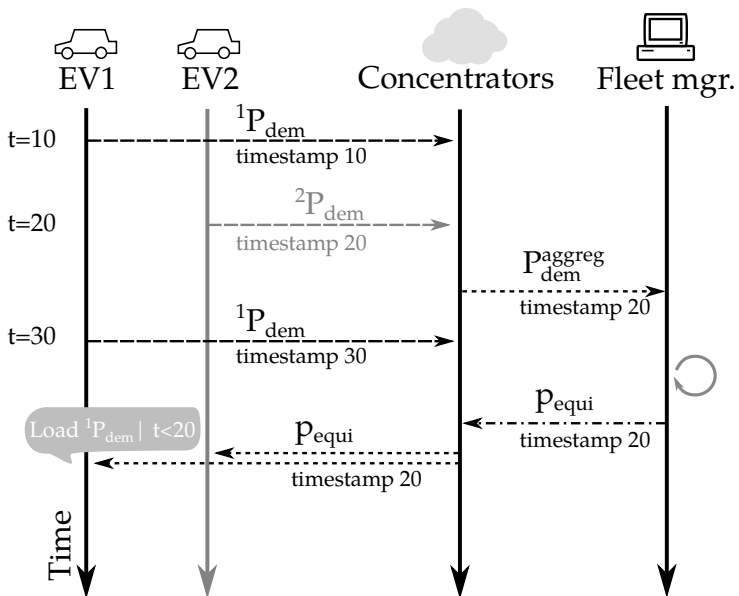 EV1
EV2
Concentrators
Fleet mgr.
t=10
¹P_dem
timestamp 10
t=20
²P_dem
timestamp 20
P_dem^aggreg
timestamp 20
t=30
¹P_dem
timestamp 30
p_equi
timestamp 20
Load ¹P_dem | t<20
p_equi
timestamp 20
Time